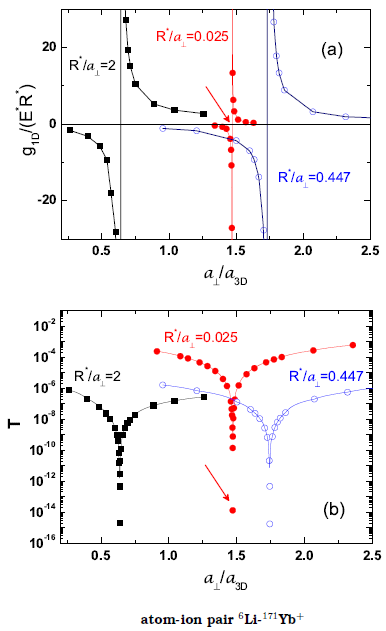 20
0
-20
g1D/(E*R*)
R*/a⊥=0.025
(a)
R*/a⊥=2
R*/a⊥=0.447
0.5 1.0 1.5 2.0 2.5
a⊥/a3D
10^-2
10^-4
10^-6
10^-8
10^-10
10^-12
10^-14
10^-16
T
R*/a⊥=0.025
R*/a⊥=2
R*/a⊥=0.447
(b)
0.5 1.0 1.5 2.0 2.5
a⊥/a3D
atom-ion pair ⁶Li-¹⁷¹Yb⁺